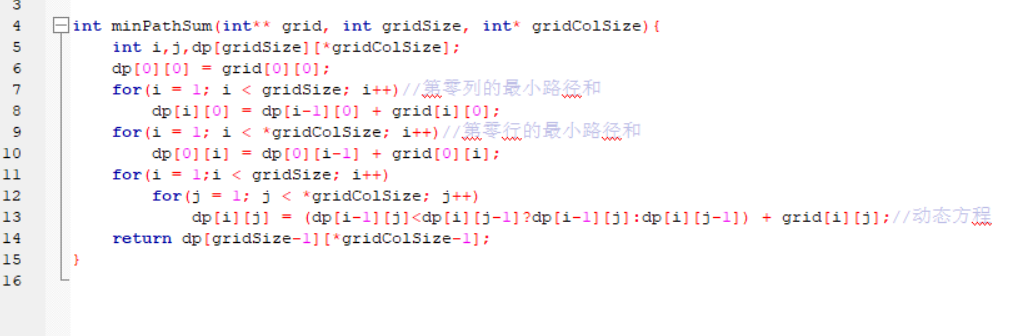 3
4 int minPathSum(int** grid, int gridSize, int* gridColSize){
5 int i,j,dp[gridSize][*gridColSize];
6 dp[0][0] = grid[0][0];
7 for(i = 1; i < gridSize; i++)//第零列的最小路径和
8 dp[i][0] = dp[i-1][0] + grid[i][0];
9 for(i = 1; i < *gridColSize; i++)//第零行的最小路径和
10 dp[0][i] = dp[0][i-1] + grid[0][i];
11 for(i = 1;i < gridSize; i++)
12 for(j = 1; j < *gridColSize; j++)
13 dp[i][j] = (dp[i-1][j]<dp[i][j-1]?dp[i-1][j]:dp[i][j-1]) + grid[i][j];//动态方程
14 return dp[gridSize-1][*gridColSize-1];
15 }
16